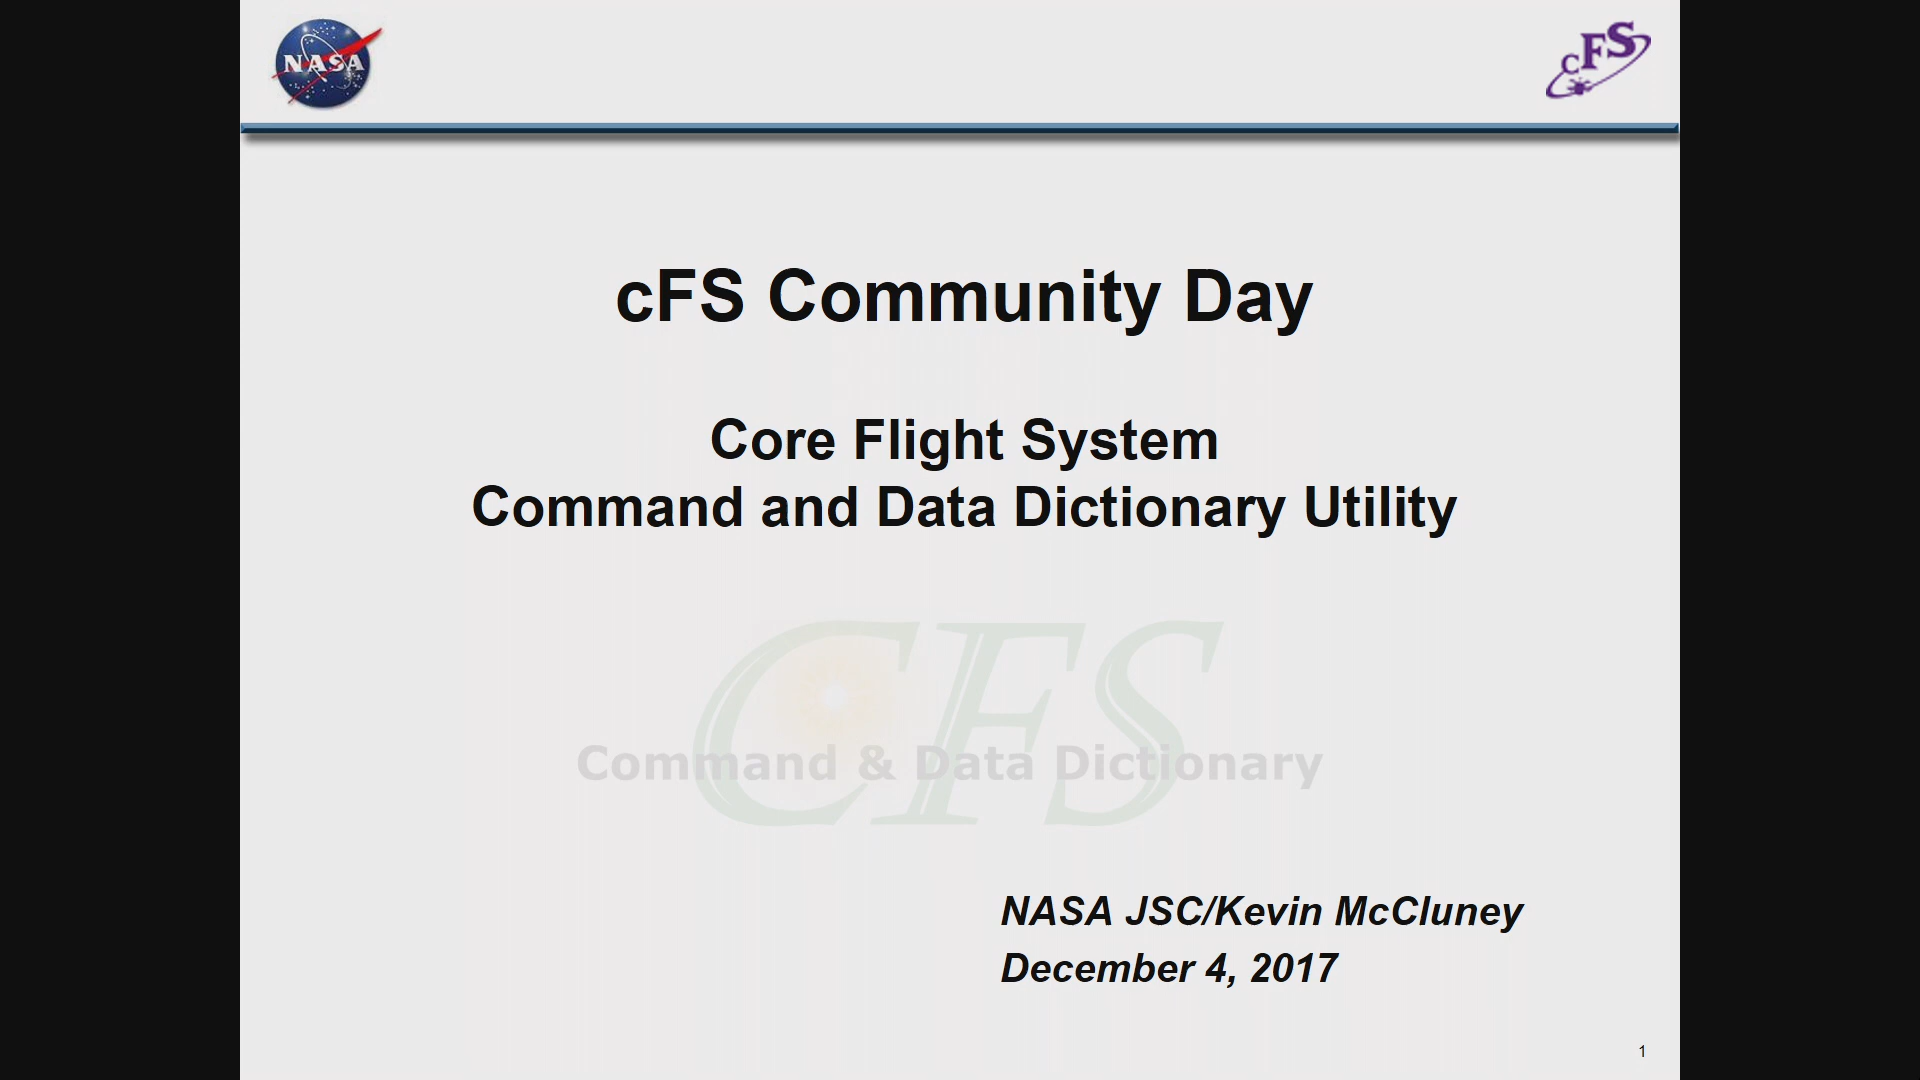 NASA
cFS
cFS Community Day
Core Flight System
Command and Data Dictionary Utility
CFS
Command & Data Dictionary
NASA JSC/Kevin McCluney
December 4, 2017
1